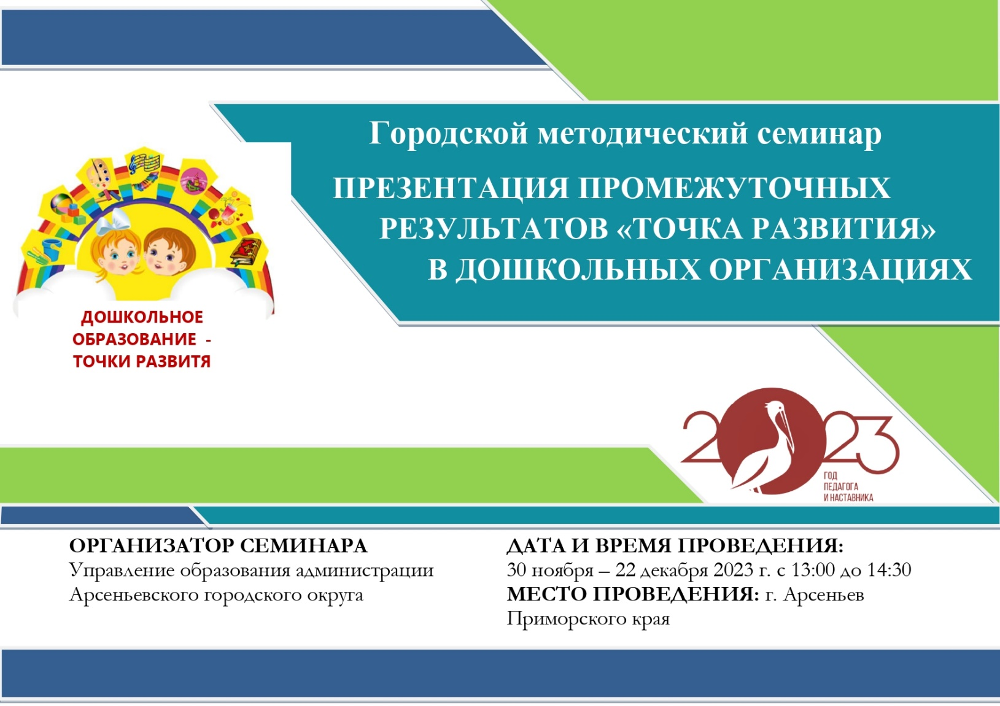 Городской методический семинар
ПРЕЗЕНТАЦИЯ ПРОМЕЖУТОЧНЫХ
РЕЗУЛЬТАТОВ «ТОЧКА РАЗВИТИЯ»
В ДОШКОЛЬНЫХ ОРГАНИЗАЦИЯХ
ДОШКОЛЬНОЕ
ОБРАЗОВАНИЕ -
ТОЧКИ РАЗВИТЯ
2023
ГОД
ПЕДАГОГА
И НАСТАВНИКА
ОРГАНИЗАТОР СЕМИНАРА
Управление образования администрации
Арсеньевского городского округа
ДАТА И ВРЕМЯ ПРОВЕДЕНИЯ:
30 ноября – 22 декабря 2023 г. с 13:00 до 14:30
МЕСТО ПРОВЕДЕНИЯ: г. Арсеньев
Приморского края